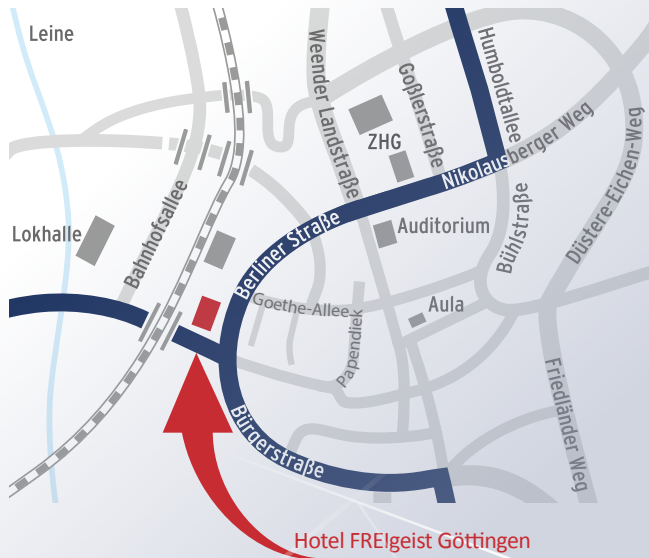 Leine
Weender Landstraße
Goßlerstraße
Humboldtallee
ZHG
Nikolausberger Weg
Düstere-Eichen-Weg
Lokhalle
Bahnhofsallee
Berliner Straße
Auditorium
Bühlstraße
Goethe-Allee
Aula
Papendiek
Friedländer Weg
Bürgerstraße
Hotel FRE!geist Göttingen